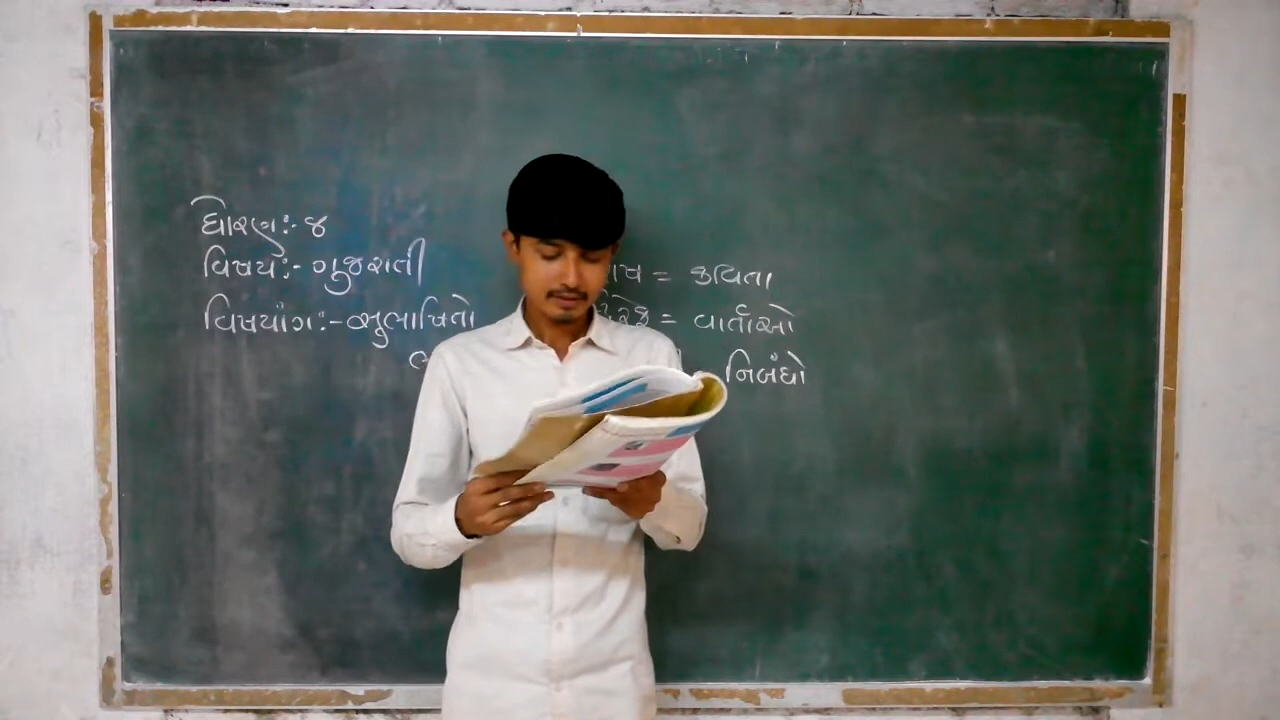 ધોરણ:- ૪
વિષય:- ગુજરાતી
= કવિતા
વિષયાંગ:- સુભાષિતો
= વાર્તાઓ
નિબંધો